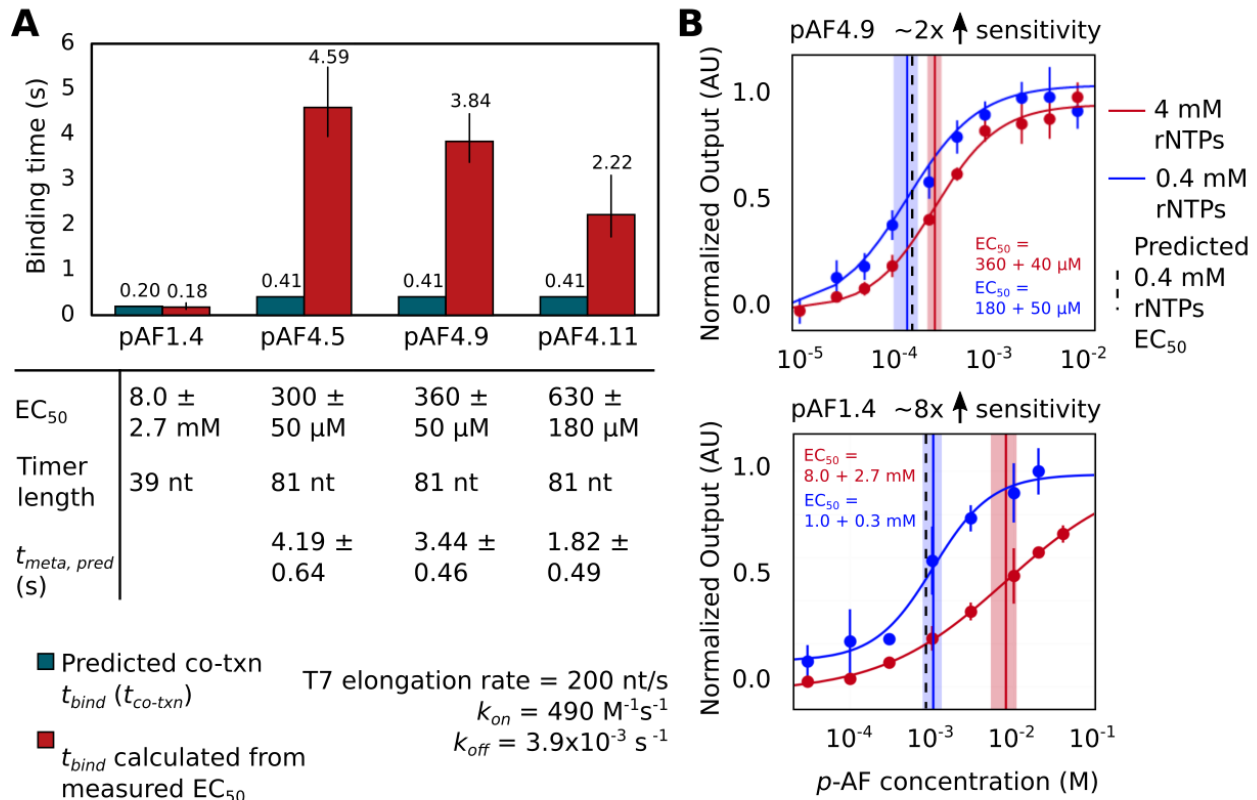 A
6
5
4
3
2
1
0
Binding time (s)
0.20
0.18
0.41
4.59
0.41
3.84
0.41
2.22
pAF1.4
pAF4.5
pAF4.9
pAF4.11
EC50
8.0 ±
2.7 mM
300 ±
50 µM
360 ±
50 µM
630 ±
180 µM
Timer
length
39 nt
81 nt
81 nt
81 nt
tmeta, pred
(s)
4.19 ±
0.64
3.44 ±
0.46
1.82 ±
0.49
Predicted co-txn
tbind (tco-txn)
tbind calculated from
measured EC50
T7 elongation rate = 200 nt/s
kon = 490 M-1s-1
koff = 3.9x10-3 s-1
B
pAF4.9 ~2x sensitivity
Normalized Output (AU)
1.0
0.5
0.0
EC50 =
360 + 40 µM
EC50 =
180 + 50 µM
10-5
10-4
10-3
10-2
4 mM
rNTPs
0.4 mM
rNTPs
Predicted
0.4 mM
rNTPs
EC50
pAF1.4 ~8x sensitivity
Normalized Output (AU)
1.0
0.5
0.0
EC50 =
8.0 + 2.7 mM
EC50 =
1.0 + 0.3 mM
10-4
10-3
10-2
10-1
p-AF concentration (M)